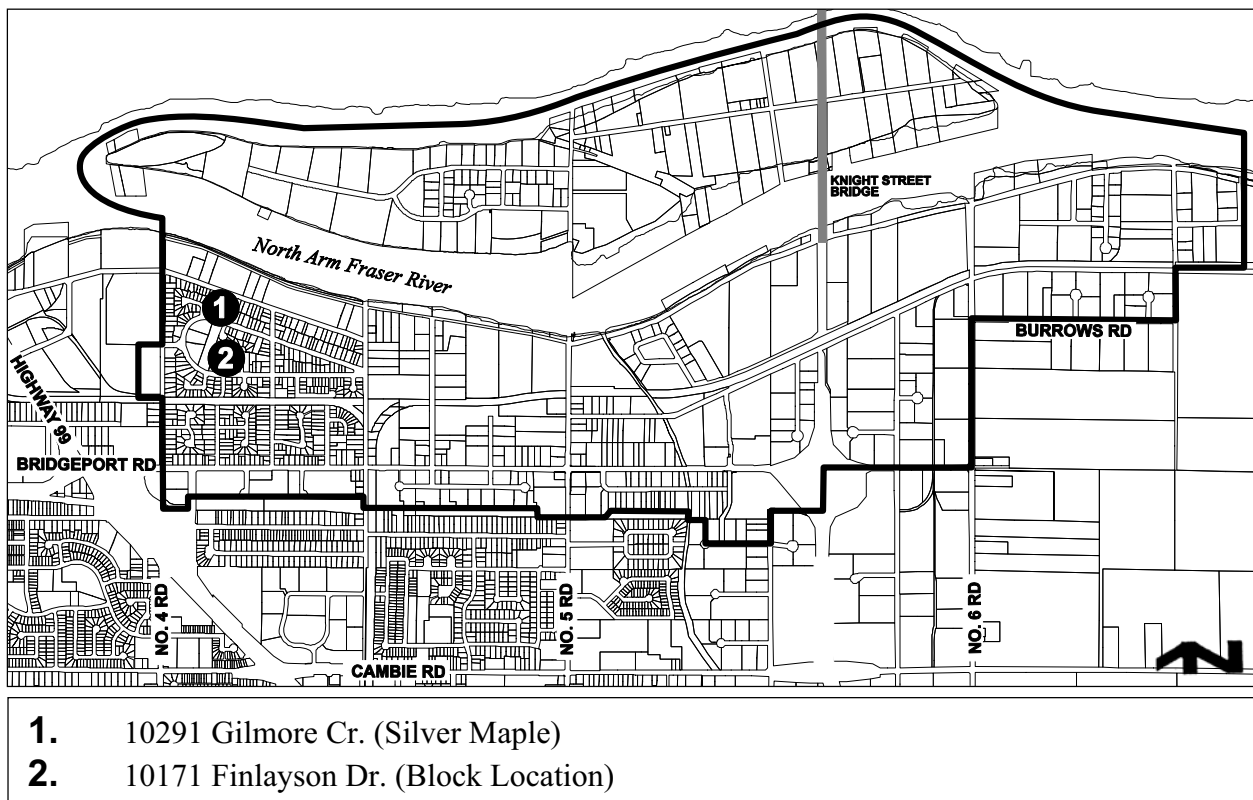 KNIGHT STREET
BRIDGE
North Arm Fraser River
1
2
BURROWS RD
HIGHWAY 99
BRIDGEPORT RD
NO. 4 RD
NO. 5 RD
NO. 6 RD
CAMBIE RD
N
1. 10291 Gilmore Cr. (Silver Maple)
2. 10171 Finlayson Dr. (Block Location)